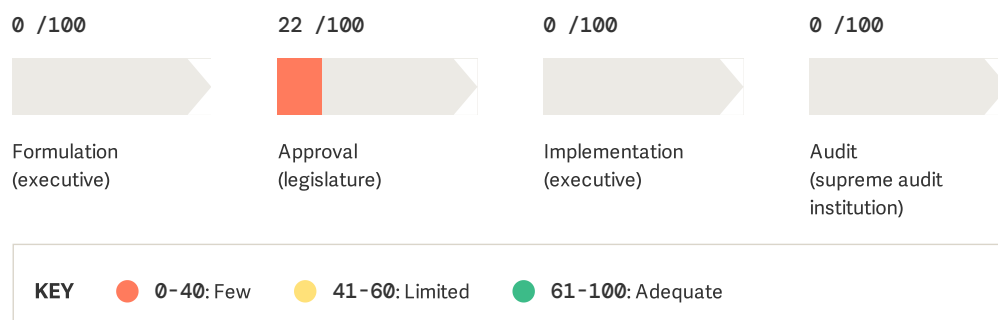 0 /100
22 /100
0 /100
0 /100
Formulation
(executive)
Approval
(legislature)
Implementation
(executive)
Audit
(supreme audit
institution)
KEY
0-40: Few
41-60: Limited
61-100: Adequate